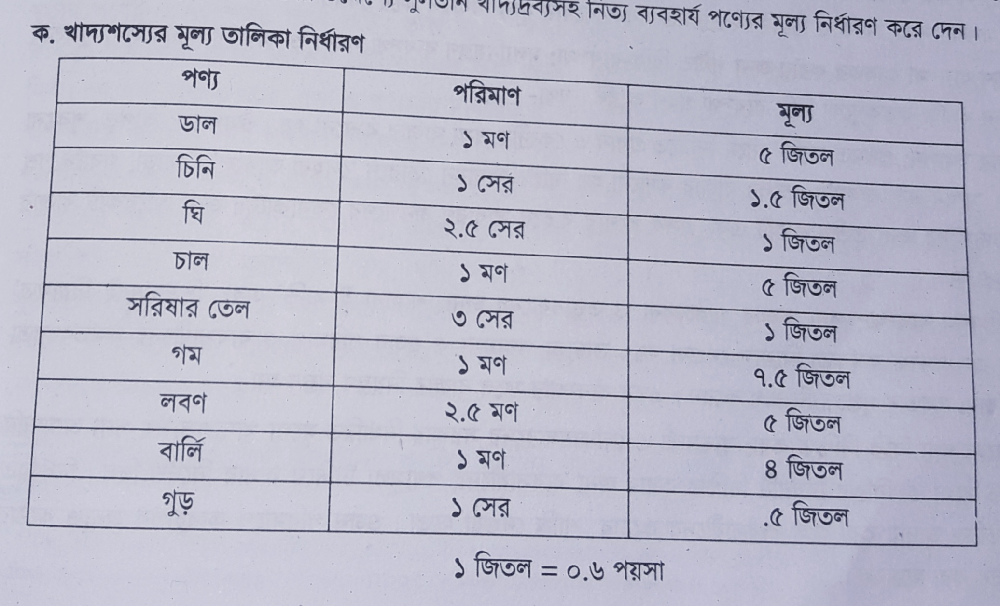 খাদ্যদ্রব্যসহ নিত্য ব্যবহার্য পণ্যের মূল্য নির্ধারণ করে দেন।
ক. খাদ্যশস্যের মূল্য তালিকা নির্ধারণ
পণ্য পরিমাণ মূল্য
ডাল ১ মণ ৫ জিতল
চিনি ১ সের ১.৫ জিতল
ঘি ২.৫ সের ১ জিতল
চাল ১ মণ ৫ জিতল
সরিষার তেল ৩ সের ১ জিতল
গম ১ মণ ৭.৫ জিতল
লবণ ২.৫ মণ ৫ জিতল
বার্লি ১ মণ ৪ জিতল
গুড় ১ সের .৫ জিতল
১ জিতল = ০.৬ পয়সা